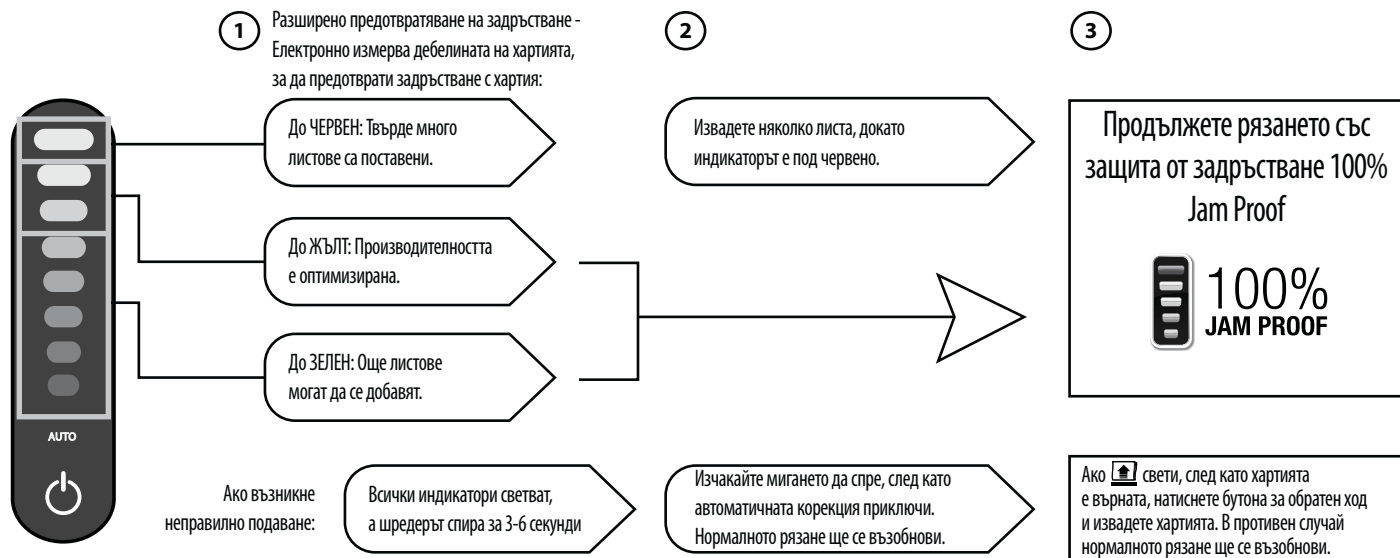 1
Разширено предотвратяване на задръстване -
Електронно измерва дебелината на хартията,
за да предотврати задръстване с хартия:
До ЧЕРВЕН: Твърде много
листове са поставени.
До ЖЪЛТ: Производителността
е оптимизирана.
До ЗЕЛЕН: Още листове
могат да се добавят.
2
Извадете няколко листа, докато
индикаторът е под червено.
3
Продължете рязането със
защита от задръстване 100%
Jam Proof
100%
JAM PROOF
AUTO
Ако възникне
неправилно подаване:
Всички индикатори светват,
а шредерът спира за 3-6 секунди
Изчакайте мигането да спре, след като
автоматичната корекция приключи.
Нормалното рязане ще се възобнови.
Ако свети, след като хартията
е върната, натиснете бутона за обратен ход
и извадете хартията. В противен случай
нормалното рязане ще се възобнови.